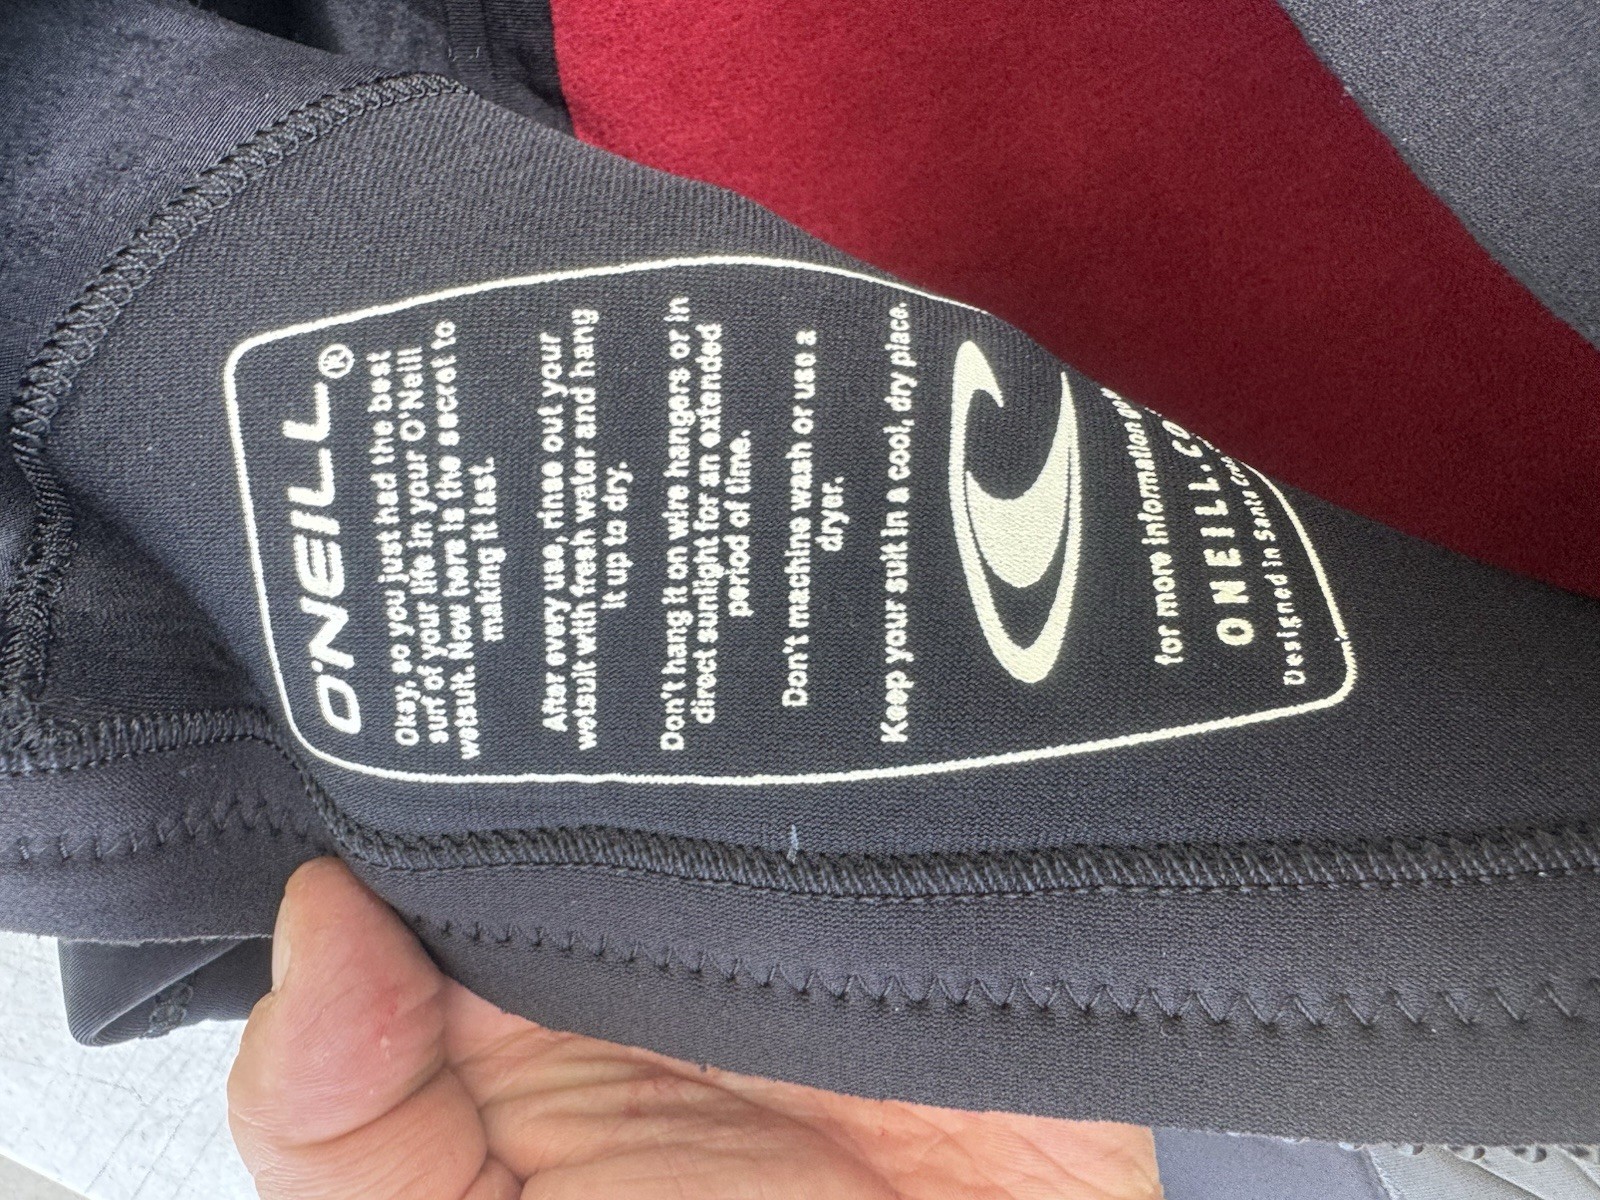 O'NEILL®
Okay, so you just had the best
surf of your life in your O'Neill
wetsuit. Now here is the secret to
making it last.
After every use, rinse out your
wetsuit with fresh water and hang
it up to dry.
Don't hang it on wire hangers or in
direct sunlight for an extended
period of time.
Don't machine wash or use a
dryer.
Keep your suit in a cool, dry place.
for more information
ONEILL.CO
Designed in Santa